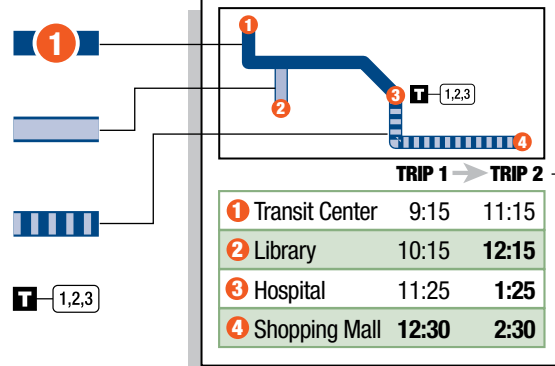 1
T 1,2,3
1
2
3 T 1,2,3
4
TRIP 1 TRIP 2
1 Transit Center 9:15 11:15
2 Library 10:15 12:15
3 Hospital 11:25 1:25
4 Shopping Mall 12:30 2:30